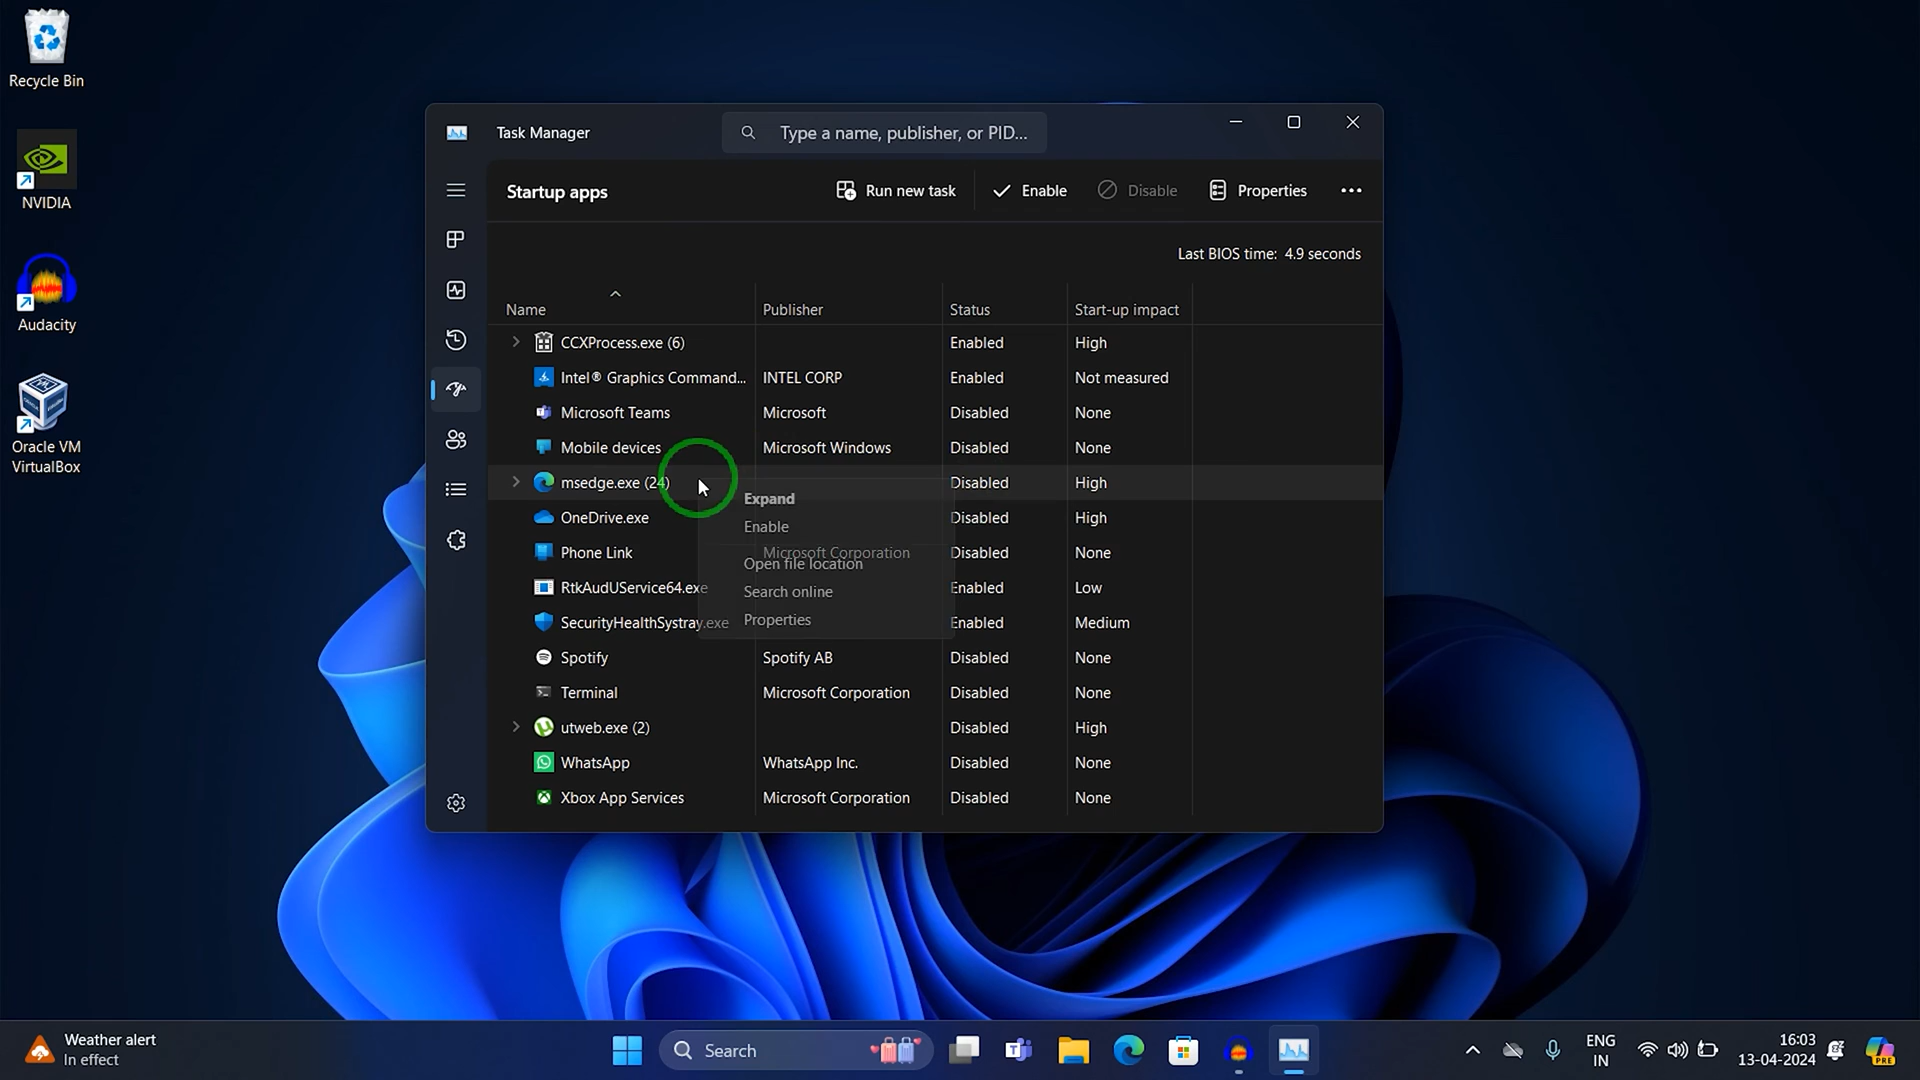 Recycle Bin
NVIDIA
Audacity
Oracle VM
VirtualBox
Task Manager
Type a name, publisher, or PID...
Startup apps
Run new task
Enable
Disable
Properties
Last BIOS time: 4.9 seconds
Name Publisher Status Start-up impact
CCXProcess.exe (6) Enabled High
Intel® Graphics Command... INTEL CORP Enabled Not measured
Microsoft Teams Microsoft Disabled None
Mobile devices Microsoft Windows Disabled None
msedge.exe (24) Disabled High
OneDrive.exe Disabled High
Phone Link Microsoft Corporation Disabled None
RtkAudUService64.exe Enabled Low
SecurityHealthSystray.exe Enabled Medium
Spotify Spotify AB Disabled None
Terminal Microsoft Corporation Disabled None
utweb.exe (2) Disabled High
WhatsApp WhatsApp Inc. Disabled None
Xbox App Services Microsoft Corporation Disabled None
Expand
Enable
Open file location
Search online
Properties
Weather alert
In effect
Search
ENG
IN
16:03
13-04-2024
PRE